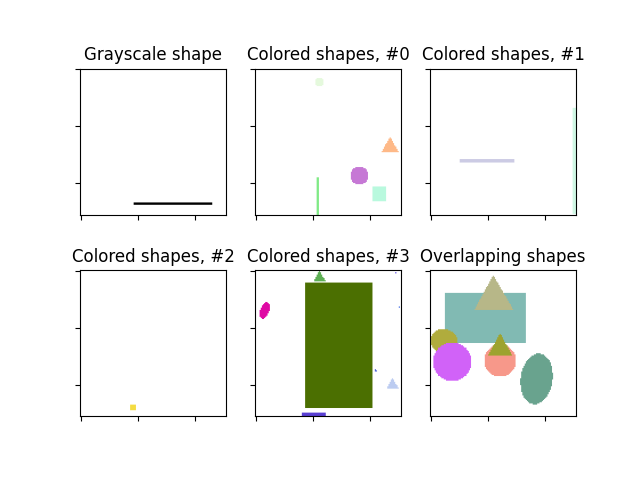 Grayscale shape
Colored shapes, #0
Colored shapes, #1
Colored shapes, #2
Colored shapes, #3
Overlapping shapes